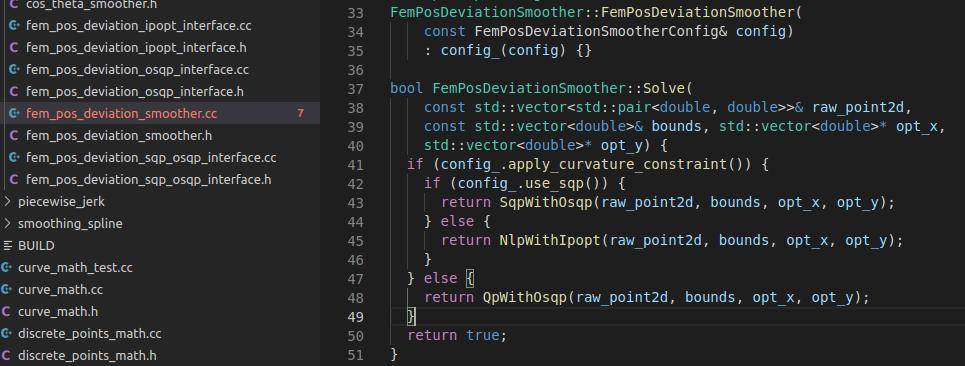 cos_theta_smoother.h
fem_pos_deviation_ipopt_interface.cc
fem_pos_deviation_ipopt_interface.h
fem_pos_deviation_osqp_interface.cc
fem_pos_deviation_osqp_interface.h
fem_pos_deviation_smoother.cc 7
fem_pos_deviation_smoother.h
fem_pos_deviation_sqp_osqp_interface.cc
fem_pos_deviation_sqp_osqp_interface.h
piecewise_jerk
smoothing_spline
BUILD
curve_math_test.cc
curve_math.cc
curve_math.h
discrete_points_math.cc
discrete_points_math.h
33 FemPosDeviationSmoother::FemPosDeviationSmoother(
34     const FemPosDeviationSmootherConfig& config)
35     : config_(config) {}
36
37 bool FemPosDeviationSmoother::Solve(
38     const std::vector<std::pair<double, double>>& raw_point2d,
39     const std::vector<double>& bounds, std::vector<double>* opt_x,
40     std::vector<double>* opt_y) {
41   if (config_.apply_curvature_constraint()) {
42     if (config_.use_sqp()) {
43       return SqpWithOsqp(raw_point2d, bounds, opt_x, opt_y);
44     } else {
45       return NlpWithIpopt(raw_point2d, bounds, opt_x, opt_y);
46     }
47   } else {
48     return QpWithOsqp(raw_point2d, bounds, opt_x, opt_y);
49   }
50   return true;
51 }